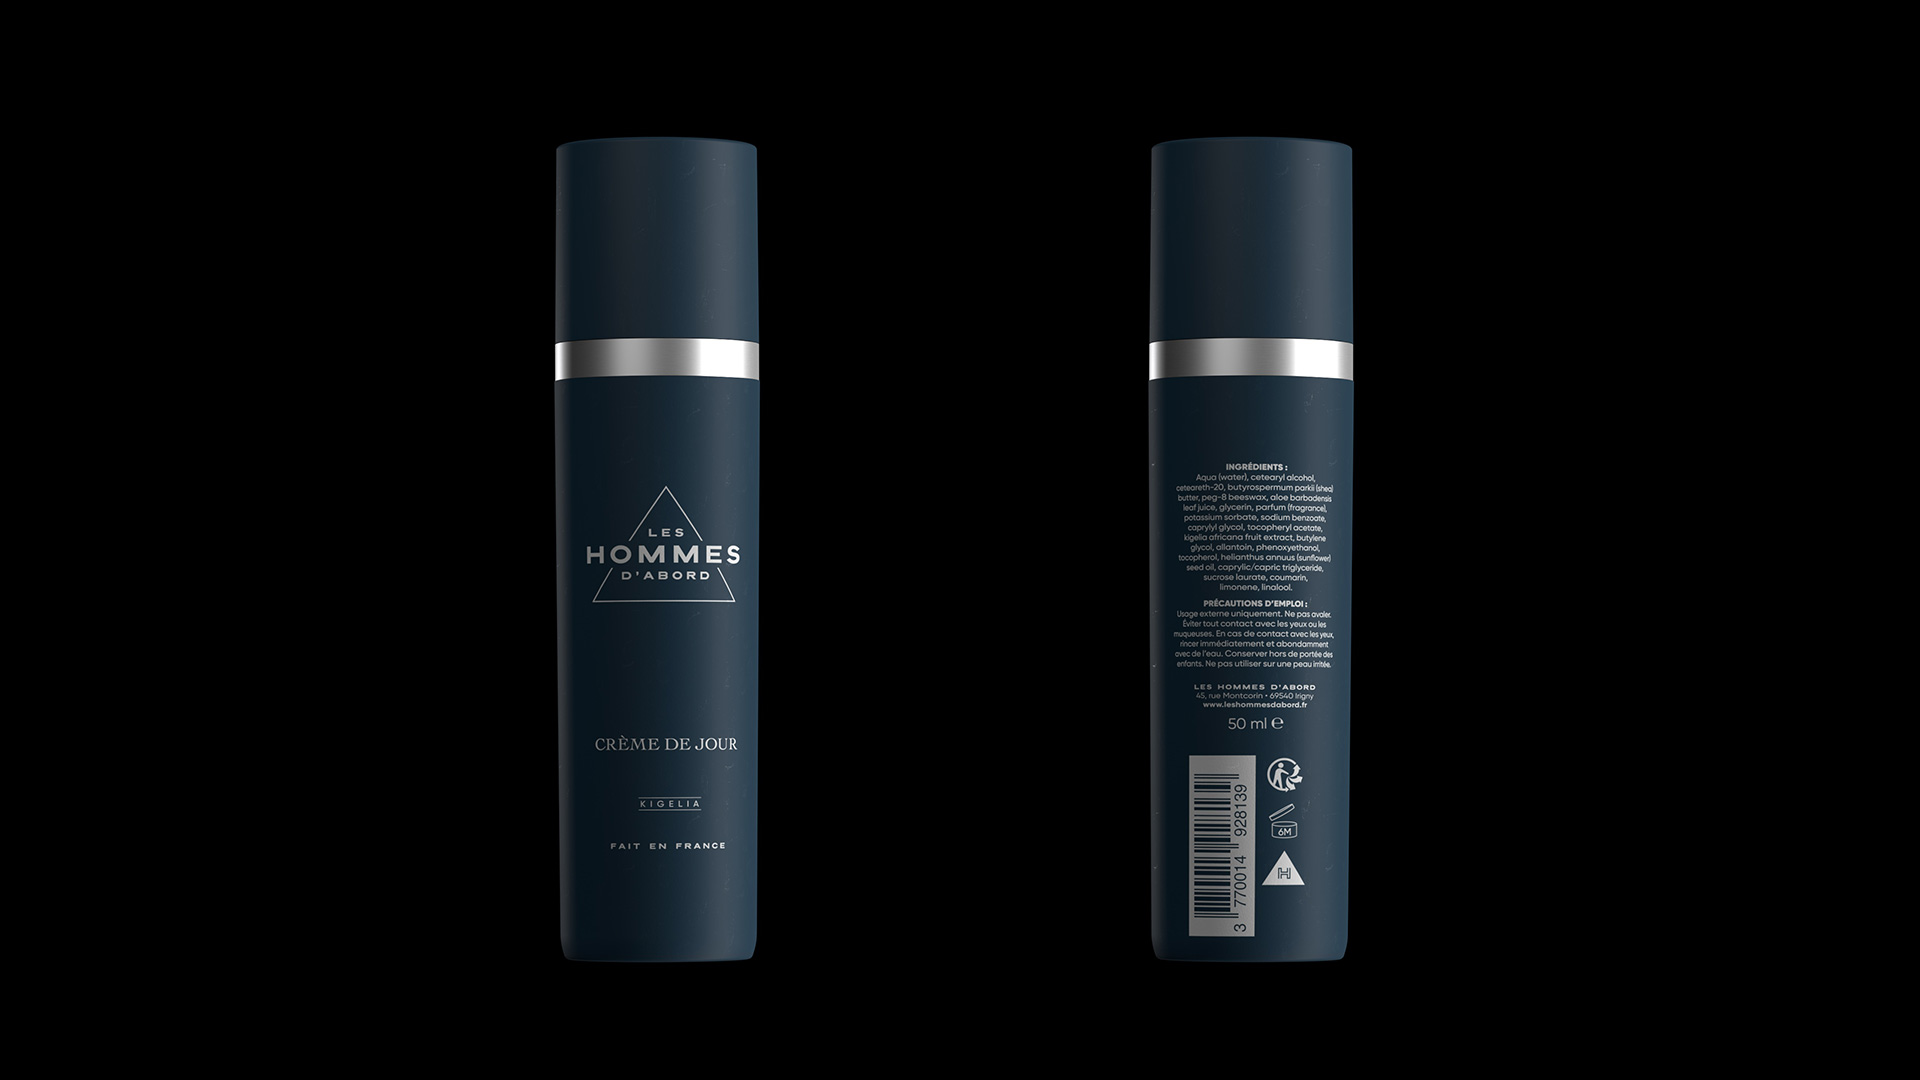 LES
HOMMES
D'ABORD
CRÈME DE JOUR
KIGELIA
FAIT EN FRANCE
INGRÉDIENTS :
Aqua (water), cetearyl alcohol,
ceteareth-20, butyrospermum parkii (shea)
butter, peg-8 beeswax, aloe barbadensis
leaf juice, glycerin, parfum (fragrance),
potassium sorbate, sodium benzoate,
caprylyl glycol, tocopheryl acetate,
kigelia africana fruit extract, butylene
glycol, allantoin, phenoxyethanol,
tocopherol, helianthus annuus (sunflower)
seed oil, caprylic/capric triglyceride,
sucrose laurate, coumarin,
limonene, linalool.
PRÉCAUTIONS D'EMPLOI :
Usage externe uniquement. Ne pas avaler.
Éviter tout contact avec les yeux ou les
muqueuses. En cas de contact avec les yeux,
rincer immédiatement et abondamment
avec de l'eau. Conserver hors de portée des
enfants. Ne pas utiliser sur une peau irritée.
LES HOMMES D'ABORD
45, rue Montcorin • 69540 Irigny
www.leshommesdabord.fr
50 ml ℮
3 770014 928139
6M
H